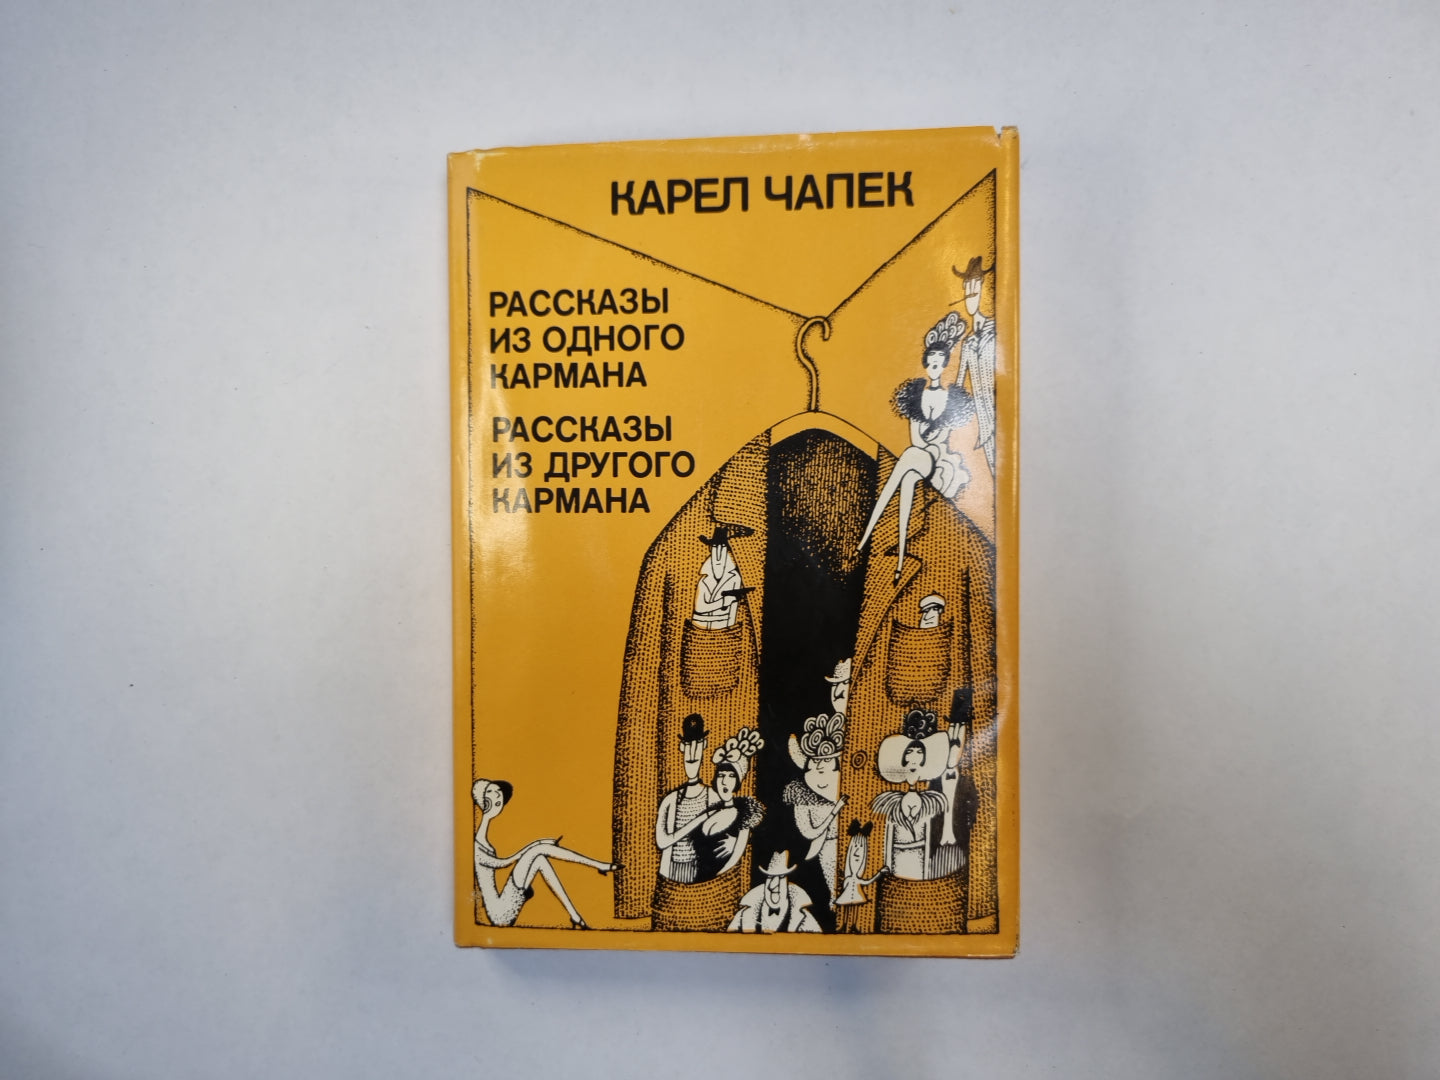 КАРЕЛ ЧАПЕК
РАССКАЗЫ
ИЗ ОДНОГО
КАРМАНА
РАССКАЗЫ
ИЗ ДРУГОГО
КАРМАНА